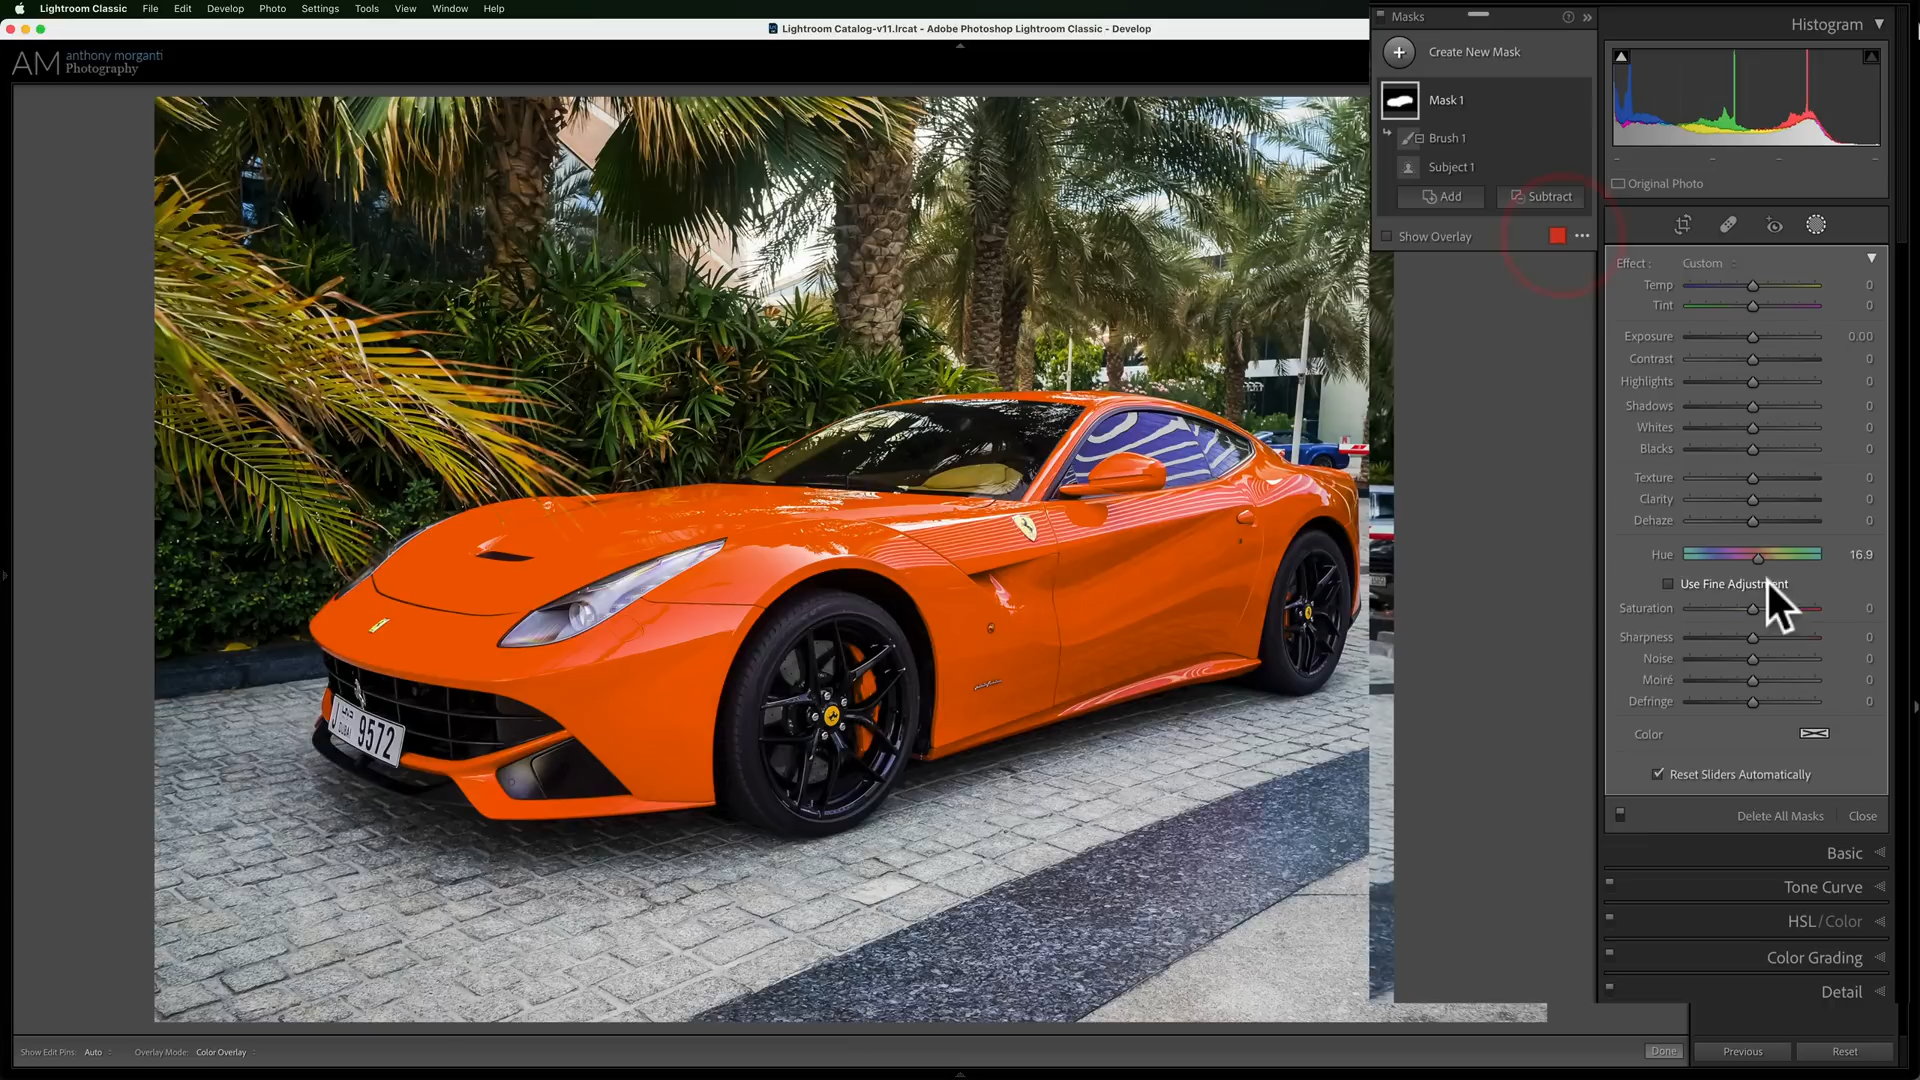 Lightroom Classic File Edit Develop Photo Settings Tools View Window Help
Lightroom Catalog-v11.lrcat - Adobe Photoshop Lightroom Classic - Develop
AM anthony morganti
Photography
Masks
Create New Mask
Mask 1
Brush 1
Subject 1
Add Subtract
Show Overlay
Histogram
Original Photo
Effect : Custom
Temp 0
Tint 0
Exposure 0.00
Contrast 0
Highlights 0
Shadows 0
Whites 0
Blacks 0
Texture 0
Clarity 0
Dehaze 0
Hue 16.9
Use Fine Adjustment
Saturation 0
Sharpness 0
Noise 0
Moiré 0
Defringe 0
Color
Reset Sliders Automatically
Delete All Masks Close
Basic
Tone Curve
HSL / Color
Color Grading
Detail
J DUBAI 9572
Show Edit Pins: Auto Overlay Mode: Color Overlay
Done
Previous Reset